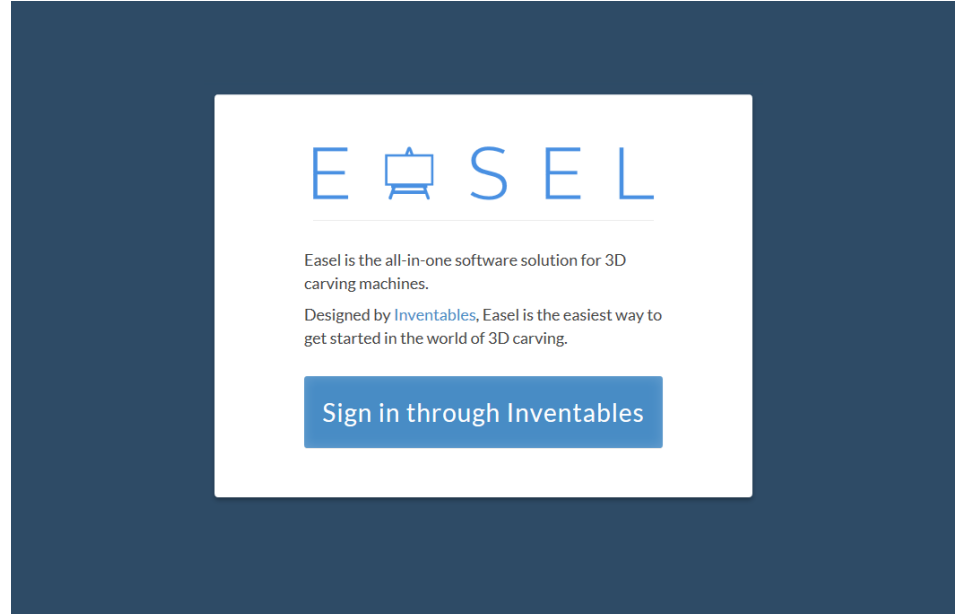 EASEL
Easel is the all-in-one software solution for 3D
carving machines.
Designed by Inventables, Easel is the easiest way to
get started in the world of 3D carving.
Sign in through Inventables